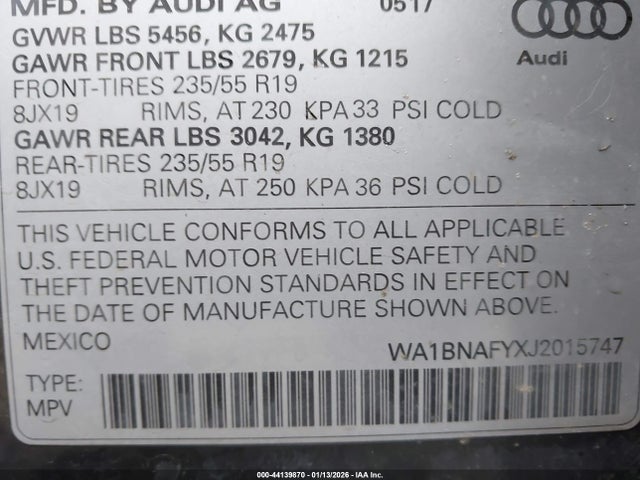 MFD. BY AUDI AG 0517
GVWR LBS 5456, KG 2475
GAWR FRONT LBS 2679, KG 1215
Audi
FRONT-TIRES 235/55 R19
8JX19 RIMS, AT 230 KPA 33 PSI COLD
GAWR REAR LBS 3042, KG 1380
REAR-TIRES 235/55 R19
8JX19 RIMS, AT 250 KPA 36 PSI COLD
THIS VEHICLE CONFORMS TO ALL APPLICABLE
U.S. FEDERAL MOTOR VEHICLE SAFETY AND
THEFT PREVENTION STANDARDS IN EFFECT ON
THE DATE OF MANUFACTURE SHOWN ABOVE.
MEXICO
WA1BNAFYXJ2015747
TYPE:
MPV
000-44139870 - 01/13/2026 - IAA Inc.